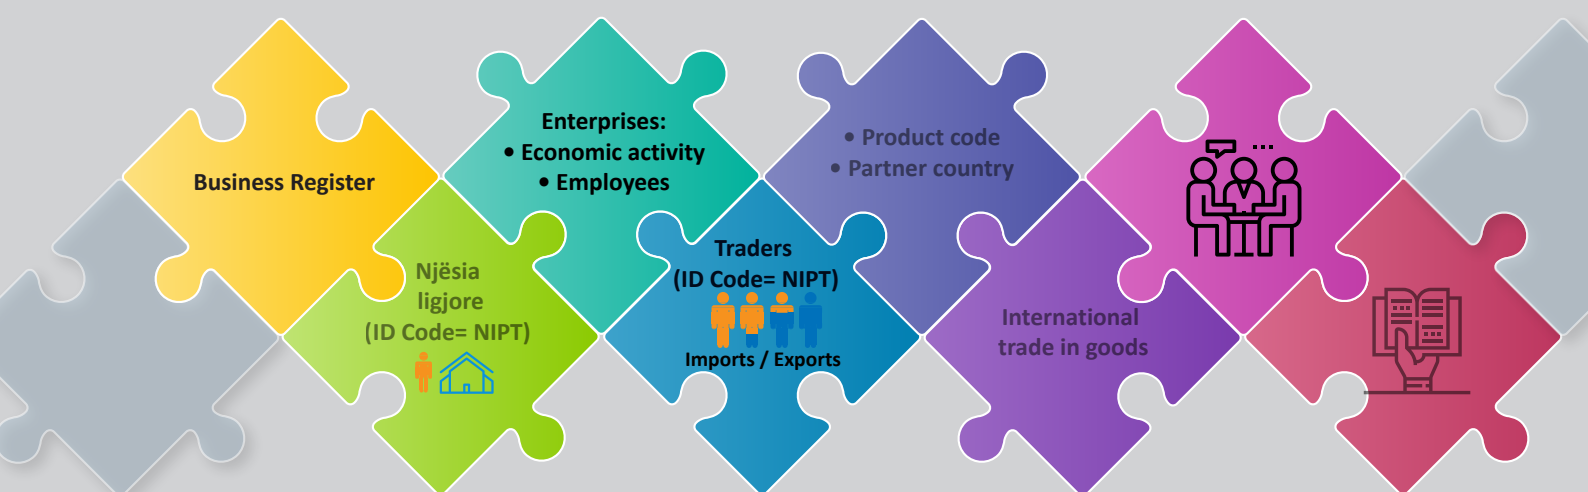 Business Register
Njësia
ligjore
(ID Code= NIPT)
Enterprises:
• Economic activity
• Employees
Traders
(ID Code= NIPT)
Imports / Exports
• Product code
• Partner country
International
trade in goods